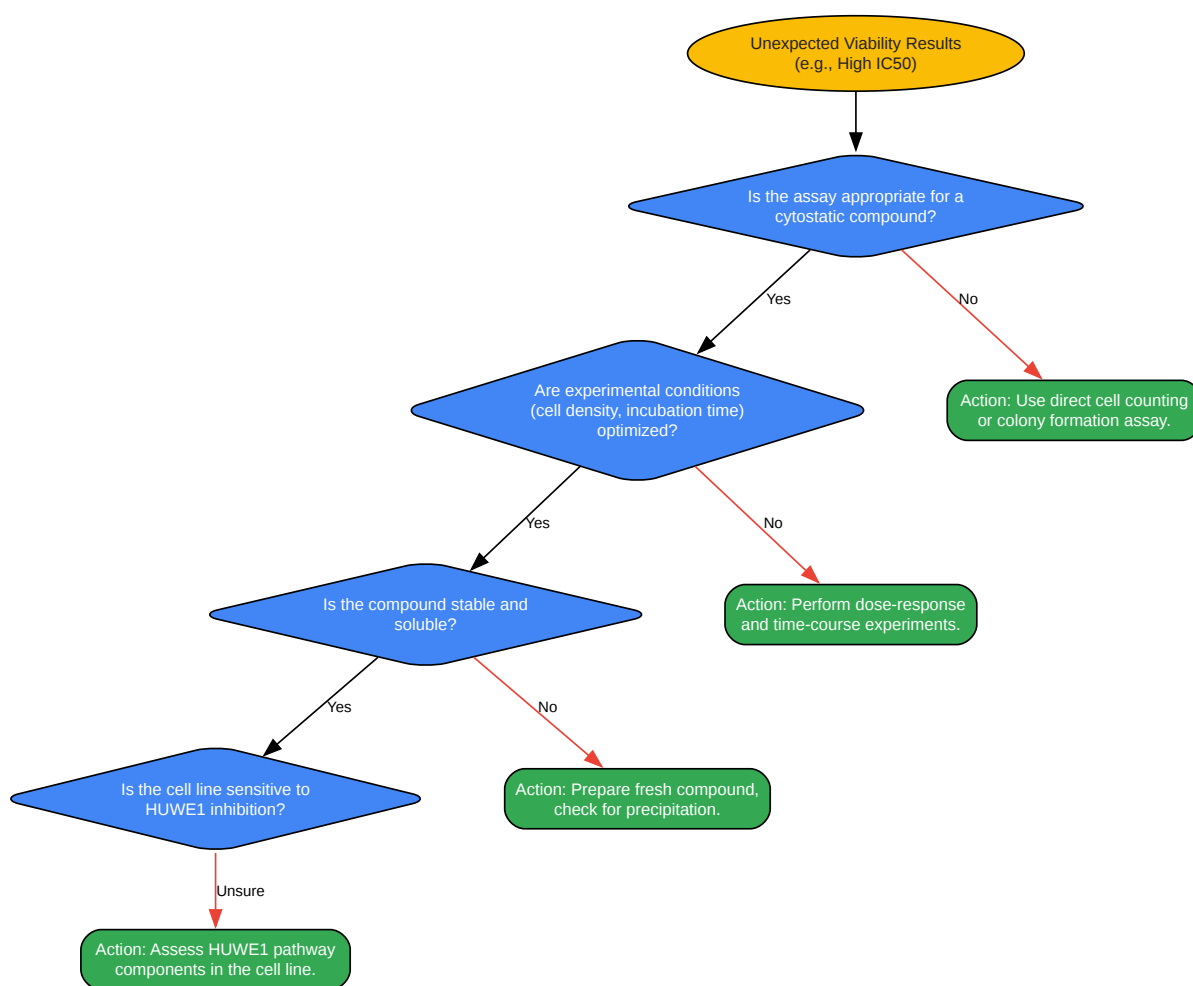 Unexpected Viability Results
(e.g., High IC50)
Is the assay appropriate for a
cytostatic compound?
Yes
No
Are experimental conditions
(cell density, incubation time)
optimized?
Action: Use direct cell counting
or colony formation assay.
Yes
No
Is the compound stable and
soluble?
Action: Perform dose-response
and time-course experiments.
Yes
No
Is the cell line sensitive to
HUWE1 inhibition?
Action: Prepare fresh compound,
check for precipitation.
Unsure
Action: Assess HUWE1 pathway
components in the cell line.